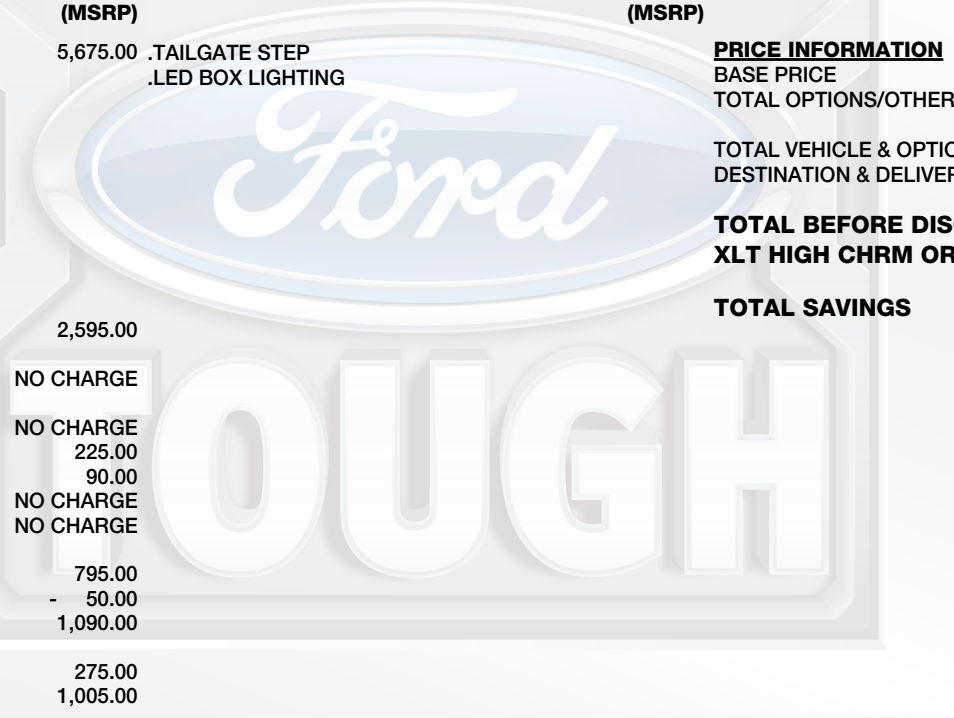 (MSRP)
5,675.00
2,595.00
NO CHARGE
NO CHARGE
225.00
90.00
NO CHARGE
NO CHARGE
795.00
- 50.00
1,090.00
275.00
1,005.00
(MSRP)
.TAILGATE STEP
.LED BOX LIGHTING
PRICE INFORMATION
BASE PRICE
TOTAL OPTIONS/OTHER
TOTAL VEHICLE & OPTIO
DESTINATION & DELIVER
TOTAL BEFORE DIS
XLT HIGH CHRM OR
TOTAL SAVINGS
Ford
TOUGH